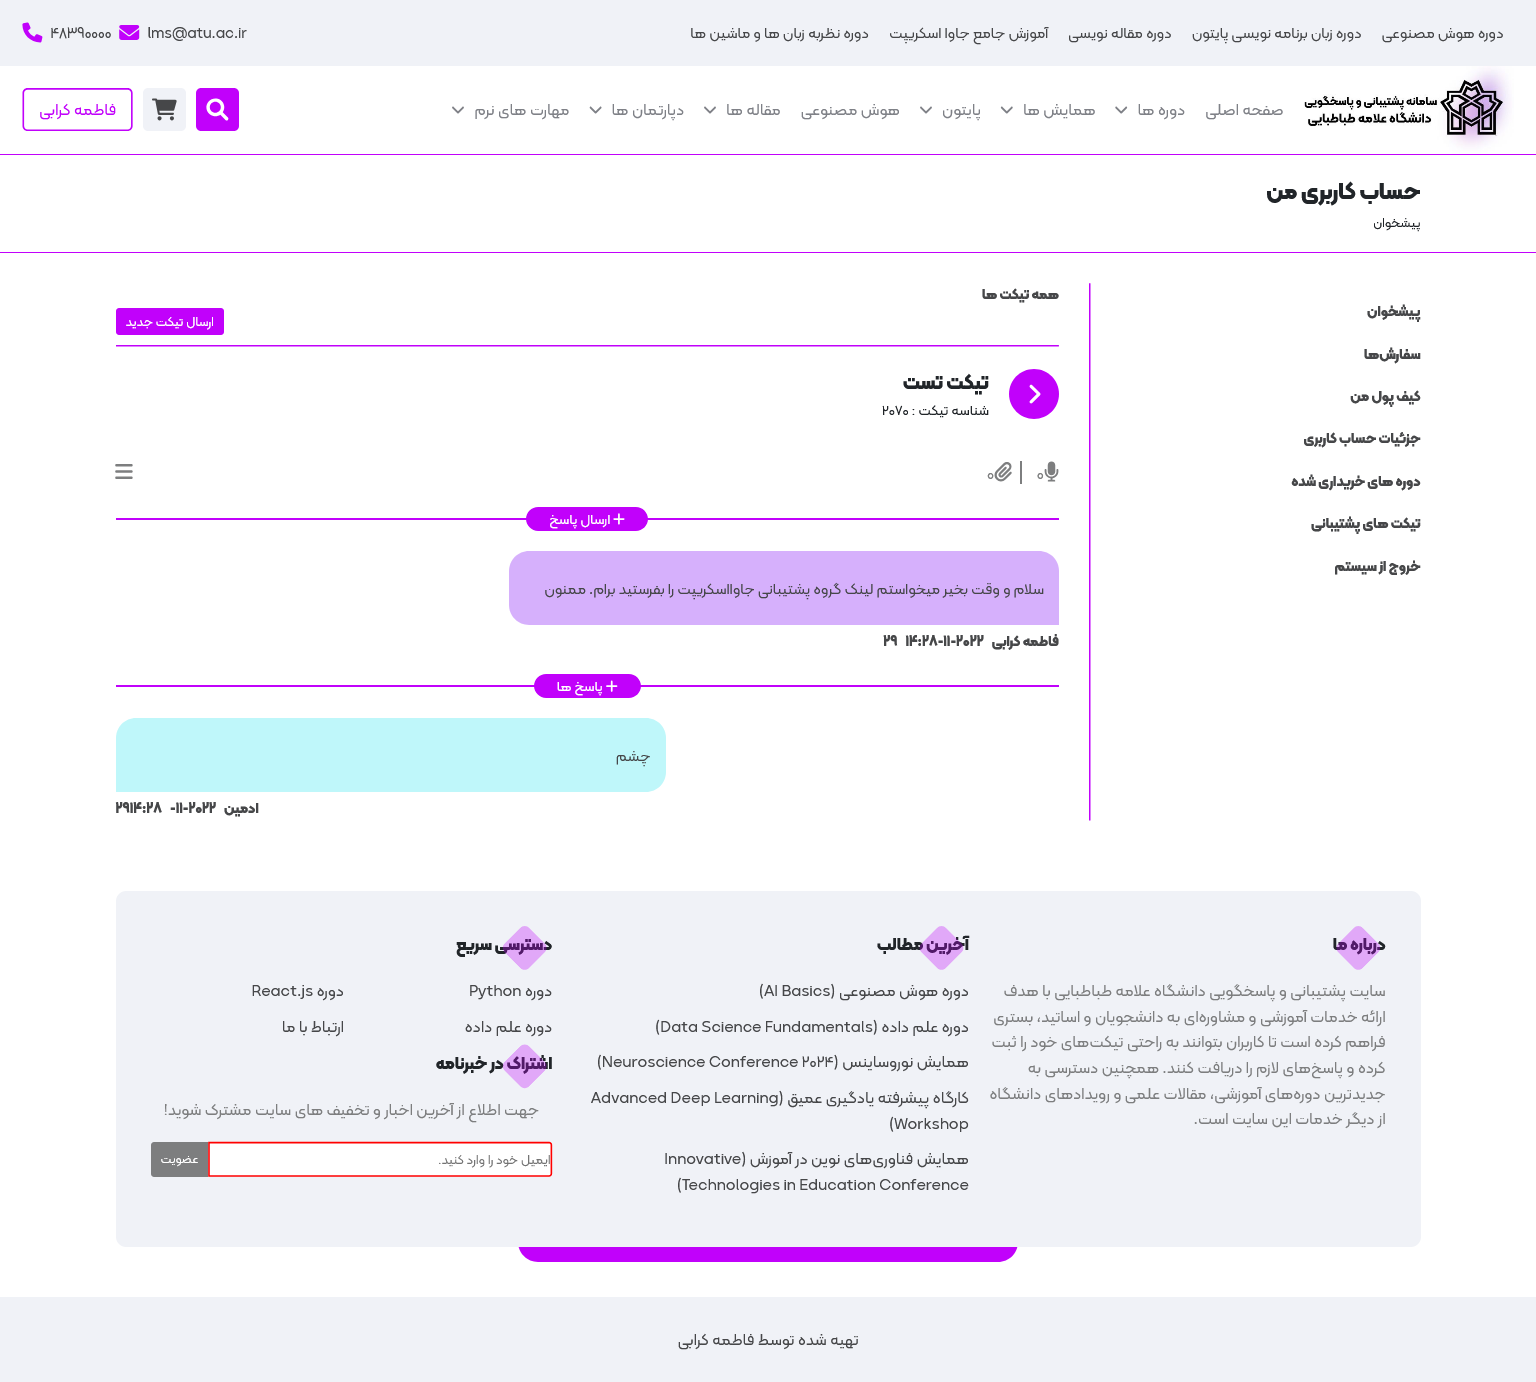 دوره هوش مصنوعی
دوره زبان برنامه نویسی پایتون
دوره مقاله نویسی
آموزش جامع جاوا اسکریپت
دوره نظریه زبان ها و ماشین ها
lms@atu.ac.ir
۴۸۳۹۰۰۰۰
سامانه پشتیبانی و پاسخگویی
دانشگاه علامه طباطبایی
صفحه اصلی
دوره ها
همایش ها
پایتون
هوش مصنوعی
مقاله ها
دپارتمان ها
مهارت های نرم
فاطمه کرابی
حساب کاربری من
پیشخوان
پیشخوان
سفارش‌ها
کیف پول من
جزئیات حساب کاربری
دوره های خریداری شده
تیکت های پشتیبانی
خروج از سیستم
همه تیکت ها
ارسال تیکت جدید
تیکت تست
شناسه تیکت : ۲۰۷۰
۰
۰
ارسال پاسخ
سلام و وقت بخیر میخواستم لینک گروه پشتیبانی جاوااسکریپت را بفرستید برام. ممنون
فاطمه کرابی ۲۰۲۲-۱۱-۱۴:۲۸ ۲۹
پاسخ ها
چشم
ادمین ۲۰۲۲-۱۱- ۲۹۱۴:۲۸
درباره ما
سایت پشتیبانی و پاسخگویی دانشگاه علامه طباطبایی با هدف
ارائه خدمات آموزشی و مشاوره‌ای به دانشجویان و اساتید، بستری
فراهم کرده است تا کاربران بتوانند به راحتی تیکت‌های خود را ثبت
کرده و پاسخ‌های لازم را دریافت کنند. همچنین دسترسی به
جدیدترین دوره‌های آموزشی، مقالات علمی و رویدادهای دانشگاه
از دیگر خدمات این سایت است.
آخرین مطالب
دوره هوش مصنوعی (AI Basics)
دوره علم داده (Data Science Fundamentals)
همایش نوروساینس (Neuroscience Conference ۲۰۲۴)
کارگاه پیشرفته یادگیری عمیق (Advanced Deep Learning
Workshop)
همایش فناوری‌های نوین در آموزش (Innovative
Technologies in Education Conference)
دسترسی سریع
دوره Python
دوره React.js
دوره علم داده
ارتباط با ما
اشتراک در خبرنامه
جهت اطلاع از آخرین اخبار و تخفیف های سایت مشترک شوید!
ایمیل خود را وارد کنید.
عضویت
تهیه شده توسط فاطمه کرابی